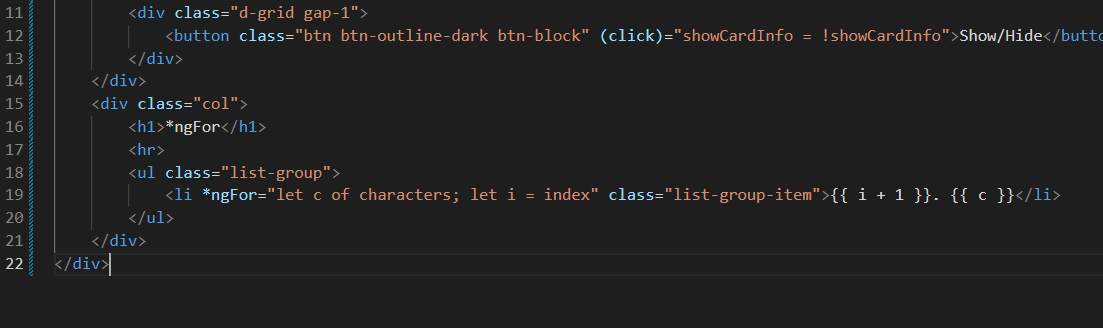 11 <div class="d-grid gap-1">
12 <button class="btn btn-outline-dark btn-block" (click)="showCardInfo = !showCardInfo">Show/Hide</butto
13 </div>
14 </div>
15 <div class="col">
16 <h1>*ngFor</h1>
17 <hr>
18 <ul class="list-group">
19 <li *ngFor="let c of characters; let i = index" class="list-group-item">{{ i + 1 }}. {{ c }}</li>
20 </ul>
21 </div>
22 </div>